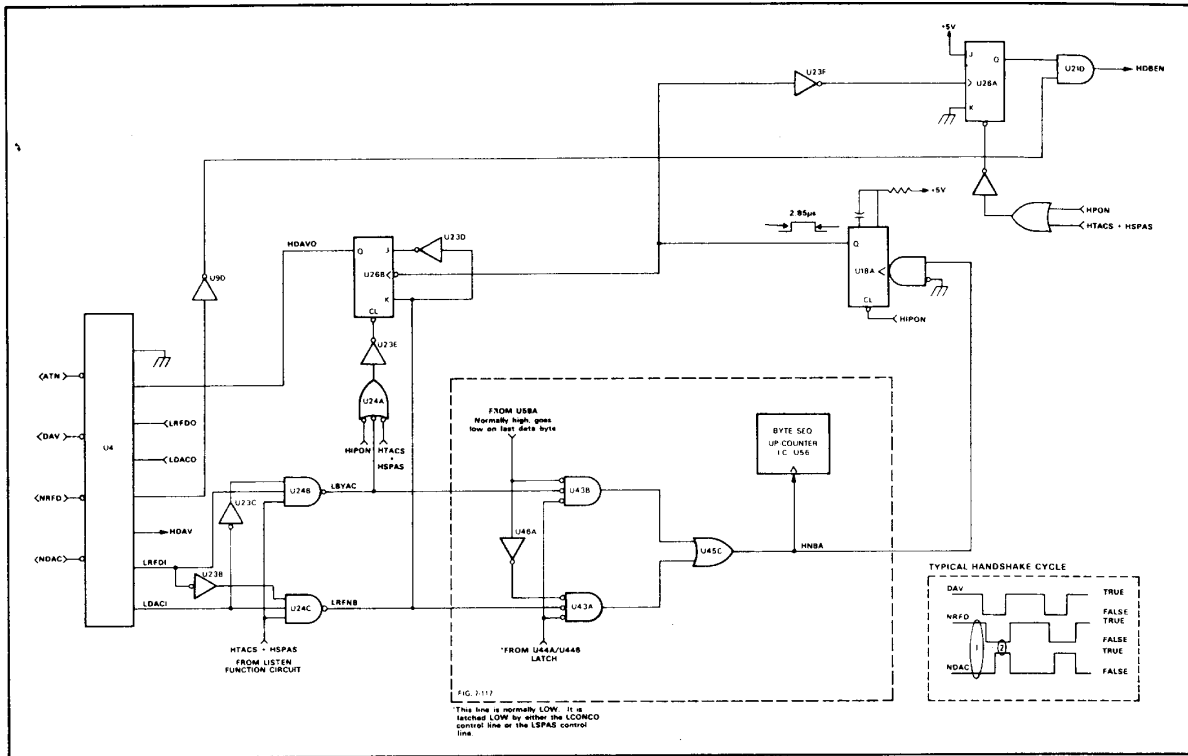 +5V
J
Q
U26A
K
U21D
HDBEN
U23F
+5V
2.85μs
HPON
HTACS + HSPAS
HDAVO
Q
J
U23D
U26B
K
CL
U9D
U23E
Q
U18A
CL
HIPON
U24A
HIPON
HTACS
+
HSPAS
ATN
DAV
NRFD
NDAC
U4
LRFDO
LDACO
HDAV
LRFDI
LDACI
U23C
U23B
U24B
LBYAC
U24C
LRFNB
HTACS + HSPAS
FROM LISTEN
FUNCTION CIRCUIT
FROM U58A
Normally high, goes
low on last data byte
BYTE SEQ
UP COUNTER
I.C. U56
U43B
U46A
U45C
HNBA
U43A
*FROM U44A/U44B
LATCH
FIG. 7-117
*This line is normally LOW. It is
latched LOW by either the LCONCO
control line or the LSPAS control
line.
TYPICAL HANDSHAKE CYCLE
DAV
TRUE
FALSE
NRFD
TRUE
FALSE
1
2
TRUE
NDAC
FALSE